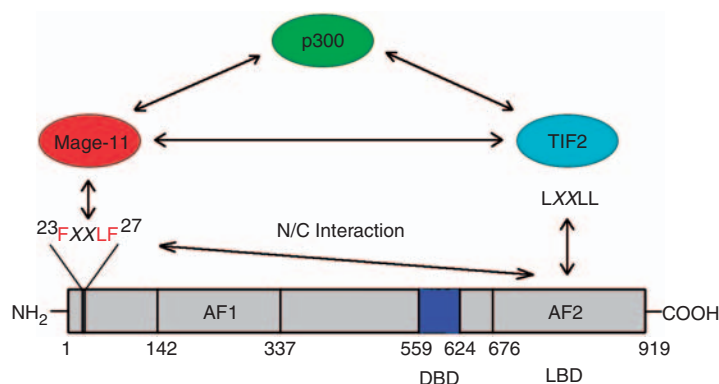 p300
Mage-11
TIF2
LXXLL
23FXXLF27
N/C Interaction
NH2
AF1
AF2
COOH
1 142 337 559 624 676 919
DBD LBD